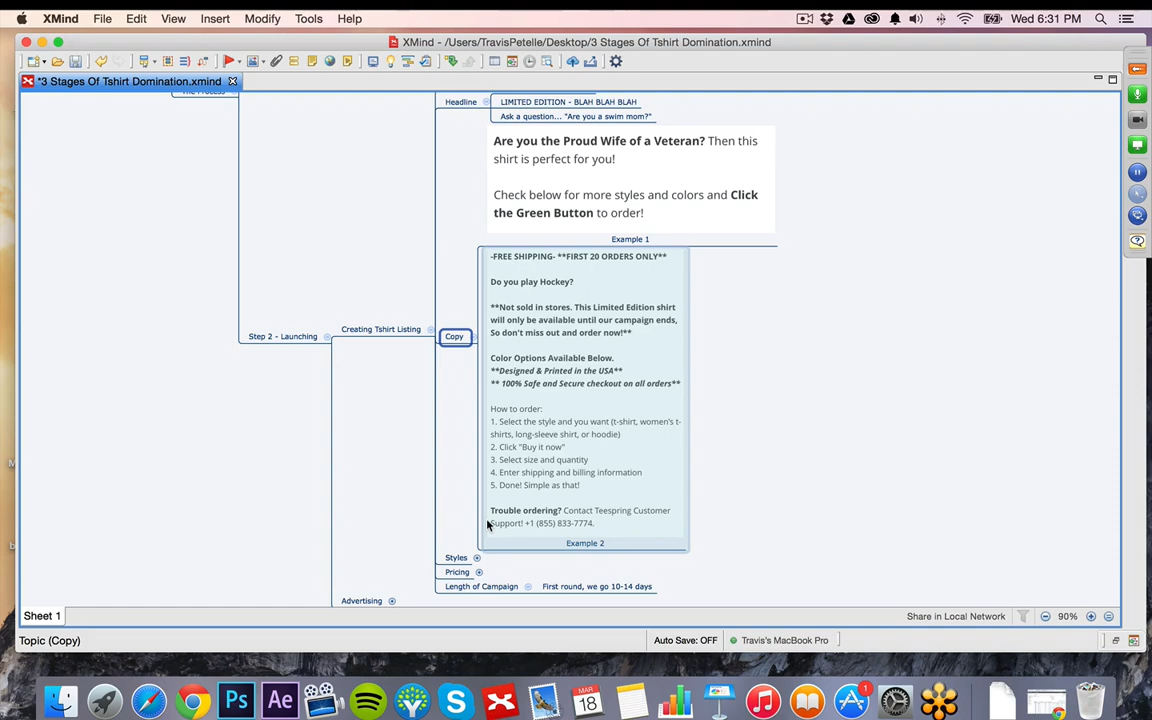 XMind File Edit View Insert Modify Tools Help Wed 6:31 PM
XMind - /Users/TravisPetelle/Desktop/3 Stages Of Tshirt Domination.xmind
*3 Stages Of Tshirt Domination.xmind
The Process
Headline
LIMITED EDITION - BLAH BLAH BLAH
Ask a question... "Are you a swim mom?"
Are you the Proud Wife of a Veteran? Then this
shirt is perfect for you!
Check below for more styles and colors and Click
the Green Button to order!
Example 1
-FREE SHIPPING- **FIRST 20 ORDERS ONLY**
Do you play Hockey?
**Not sold in stores. This Limited Edition shirt
will only be available until our campaign ends,
So don't miss out and order now!**
Step 2 - Launching
Creating Tshirt Listing
Copy
Color Options Available Below.
**Designed & Printed in the USA**
** 100% Safe and Secure checkout on all orders**
How to order:
1. Select the style and you want (t-shirt, women's t-
shirts, long-sleeve shirt, or hoodie)
2. Click "Buy it now"
3. Select size and quantity
4. Enter shipping and billing information
5. Done! Simple as that!
Trouble ordering? Contact Teespring Customer
Support! +1 (855) 833-7774.
Example 2
Styles
Pricing
Length of Campaign
First round, we go 10-14 days
Advertising
Sheet 1
Share in Local Network
90%
Topic (Copy)
Auto Save: OFF
Travis's MacBook Pro
Ps
Ae
MAR
18
1